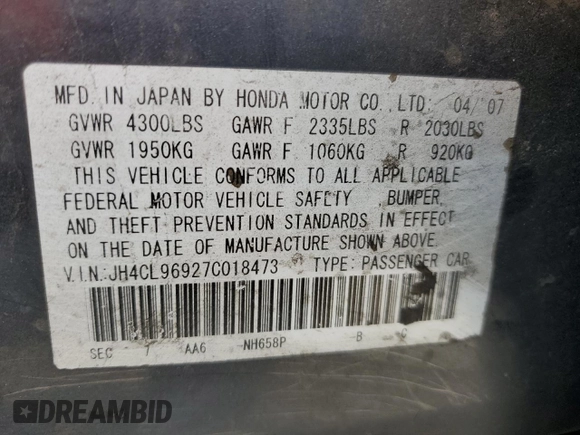 MFD. IN JAPAN BY HONDA MOTOR CO., LTD. 04/07
GVWR 4300LBS GAWR F 2335LBS R 2030LBS
GVWR 1950KG GAWR F 1060KG R 920KG
THIS VEHICLE CONFORMS TO ALL APPLICABLE
FEDERAL MOTOR VEHICLE SAFETY, BUMPER,
AND THEFT PREVENTION STANDARDS IN EFFECT
ON THE DATE OF MANUFACTURE SHOWN ABOVE.
V.I.N.:JH4CL96927C018473 TYPE: PASSENGER CAR
SEC 7 AA6 NH658P B
DREAMBID